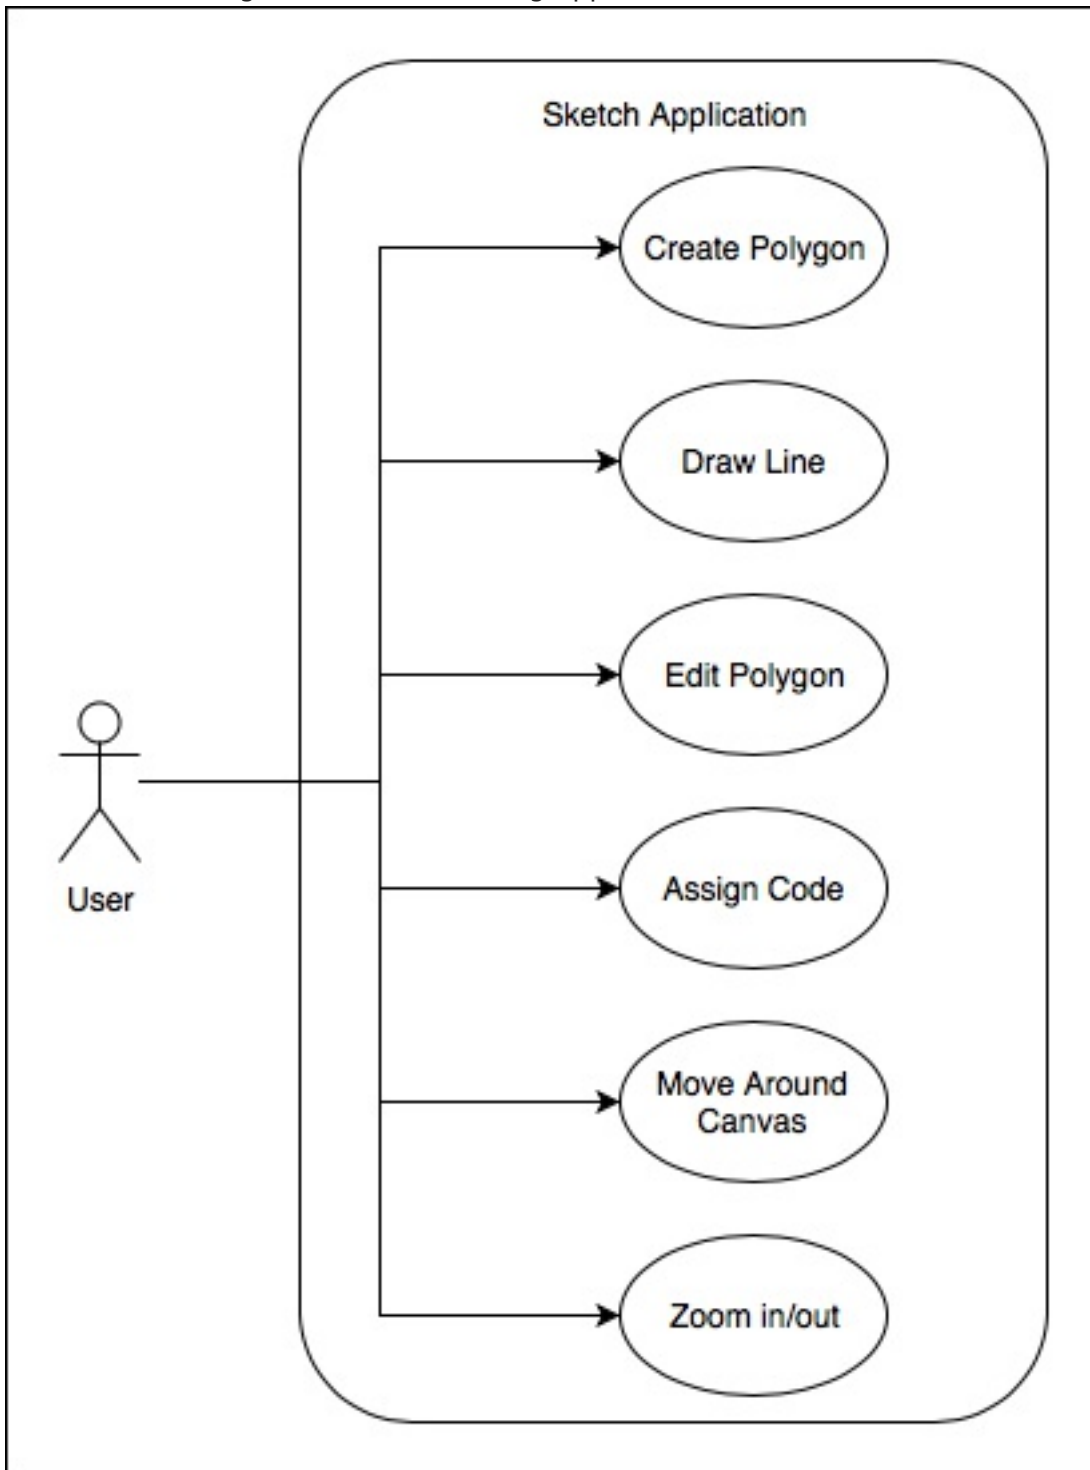 Sketch Application
Create Polygon
Draw Line
Edit Polygon
User
Assign Code
Move Around
Canvas
Zoom in/out